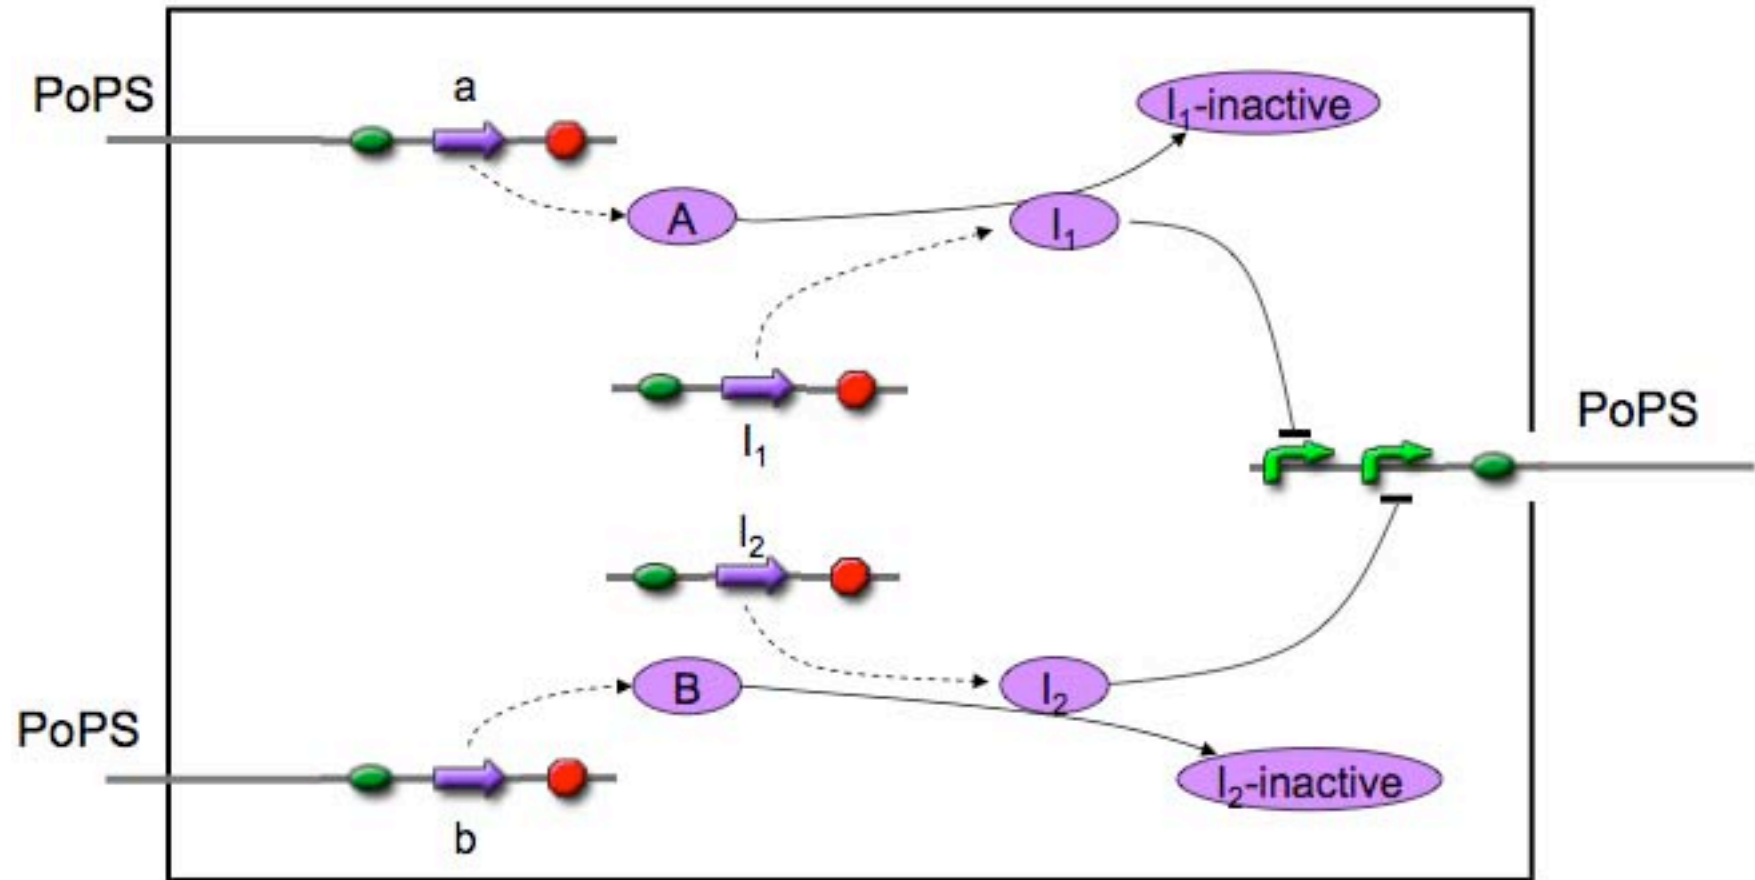 PoPS
a
I₁-inactive
A
I₁
I₁
PoPS
I₂
B
I₂
PoPS
I₂-inactive
b